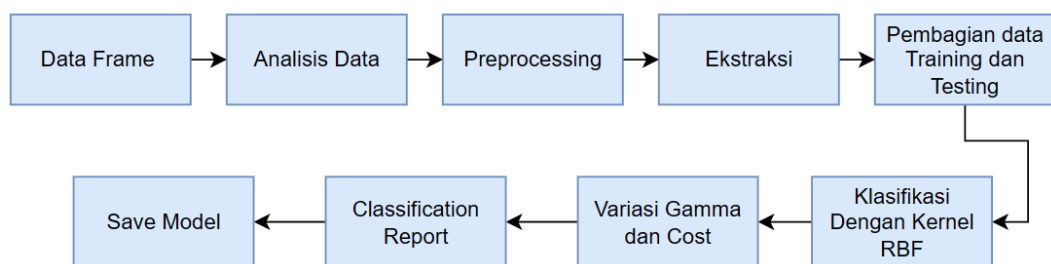 Data Frame
Analisis Data
Preprocessing
Ekstraksi
Pembagian data
Training dan
Testing
Klasifikasi
Dengan Kernel
RBF
Variasi Gamma
dan Cost
Classification
Report
Save Model